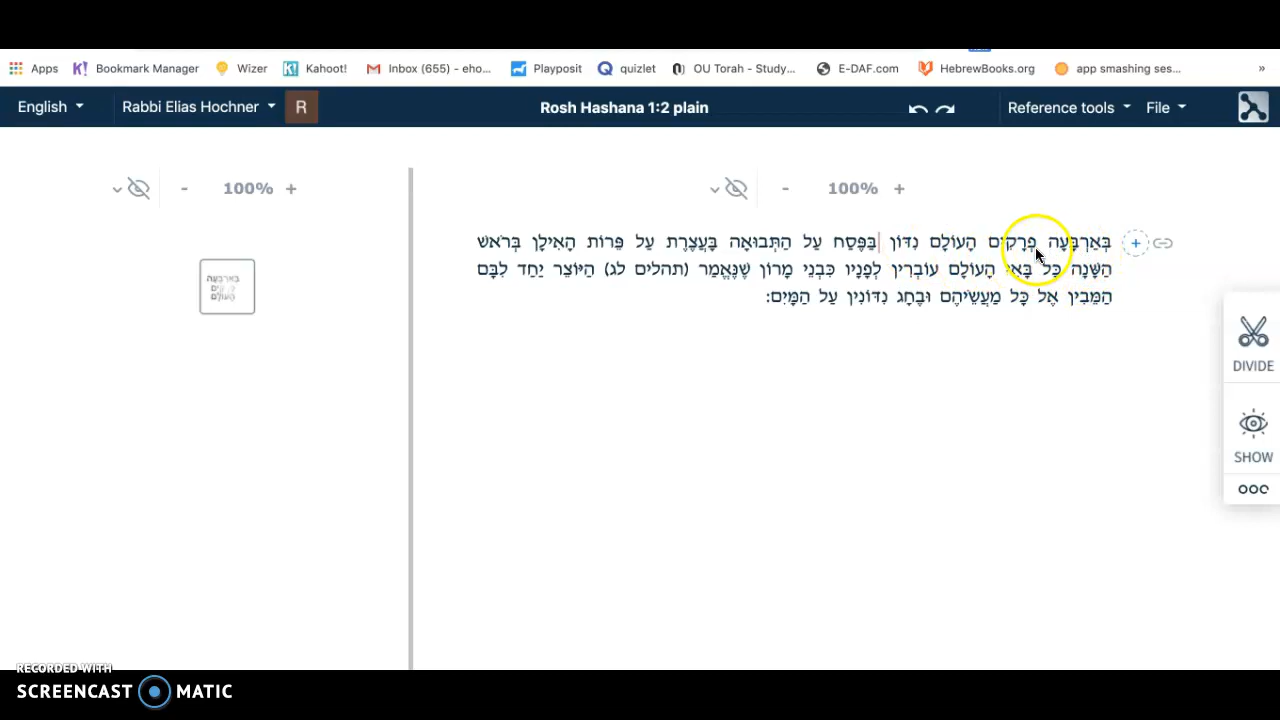 Apps Bookmark Manager Wizer Kahoot! Inbox (655) - eho... Playposit quizlet OU Torah - Study... E-DAF.com HebrewBooks.org app smashing ses... »
English Rabbi Elias Hochner R Rosh Hashana 1:2 plain Reference tools File
- 100% + - 100% +
בְּאַרְבָּעָה פְרָקִים הָעוֹלָם נִדּוֹן בַּפֶּסַח עַל הַתְּבוּאָה בָּעֲצֶרֶת עַל פֵּרוֹת הָאִילָן בְּרֹאשׁ
הַשָּׁנָה כָּל בָּאֵי הָעוֹלָם עוֹבְרִין לְפָנָיו כִּבְנֵי מָרוֹן שֶׁנֶּאֱמַר (תהלים לג) הַיּוֹצֵר יַחַד לִבָּם
הַמֵּבִין אֶל כָּל מַעֲשֵׂיהֶם וּבֶחָג נִדּוֹנִין עַל הַמָּיִם:
בארבעה
העולם
DIVIDE
SHOW
RECORDED WITH
SCREENCAST MATIC